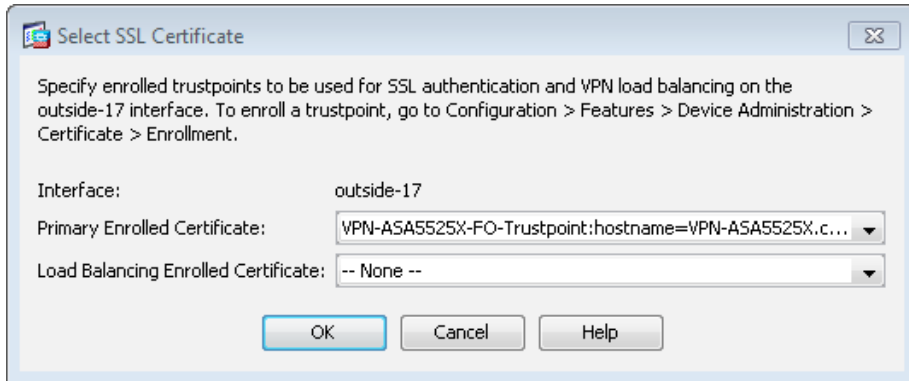 Select SSL Certificate
Specify enrolled trustpoints to be used for SSL authentication and VPN load balancing on the
outside-17 interface. To enroll a trustpoint, go to Configuration > Features > Device Administration >
Certificate > Enrollment.
Interface: outside-17
Primary Enrolled Certificate: VPN-ASA5525X-FO-Trustpoint:hostname=VPN-ASA5525X.c...
Load Balancing Enrolled Certificate: -- None --
OK Cancel Help